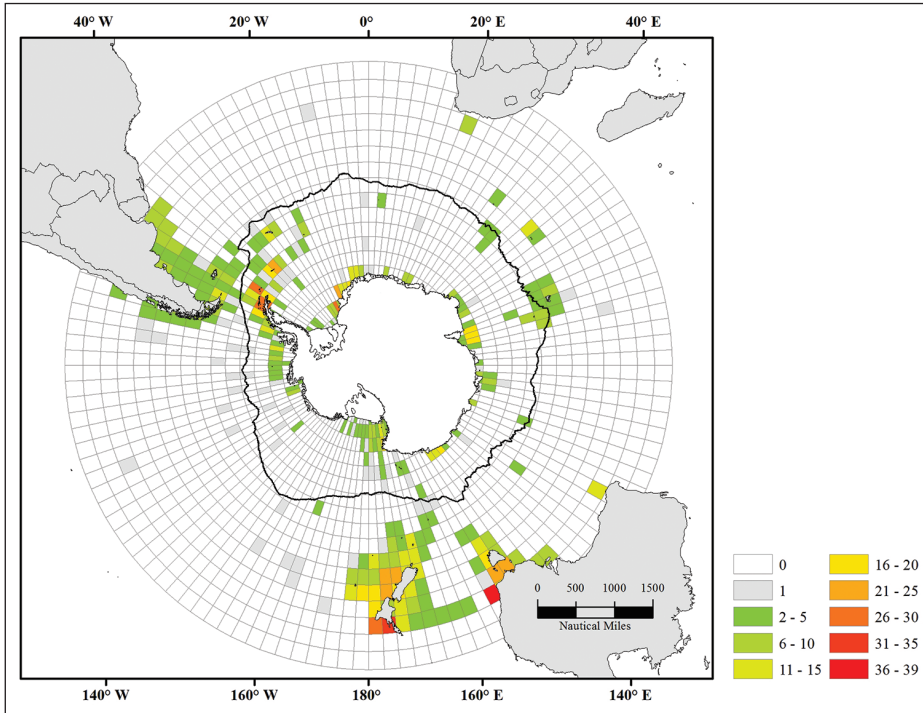 40° W 20° W 0° 20° E 40° E
0 16 - 20
1 21 - 25
2 - 5 26 - 30
6 - 10 31 - 35
11 - 15 36 - 39
0 500 1000 1500
Nautical Miles
140° W 160° W 180° 160° E 140° E